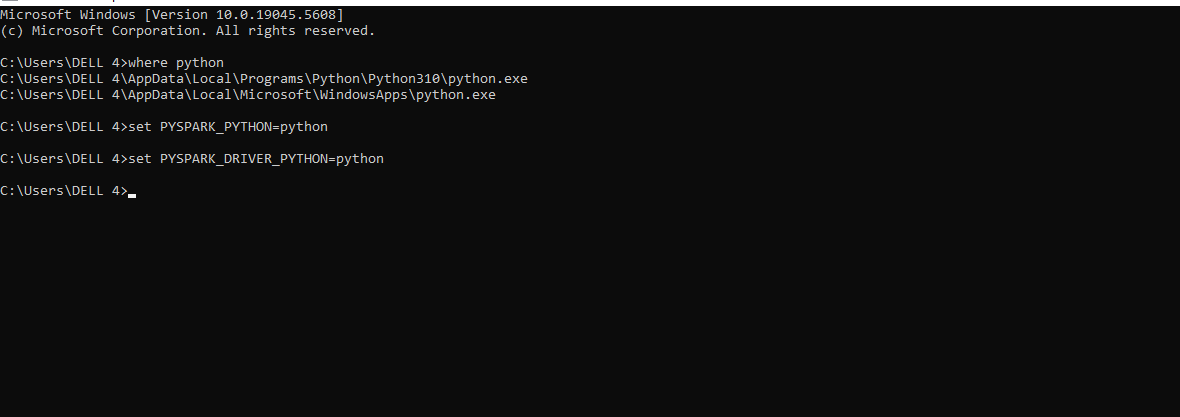 Microsoft Windows [Version 10.0.19045.5608]
(c) Microsoft Corporation. All rights reserved.
C:\Users\DELL 4>where python
C:\Users\DELL 4\AppData\Local\Programs\Python\Python310\python.exe
C:\Users\DELL 4\AppData\Local\Microsoft\WindowsApps\python.exe
C:\Users\DELL 4>set PYSPARK_PYTHON=python
C:\Users\DELL 4>set PYSPARK_DRIVER_PYTHON=python
C:\Users\DELL 4>